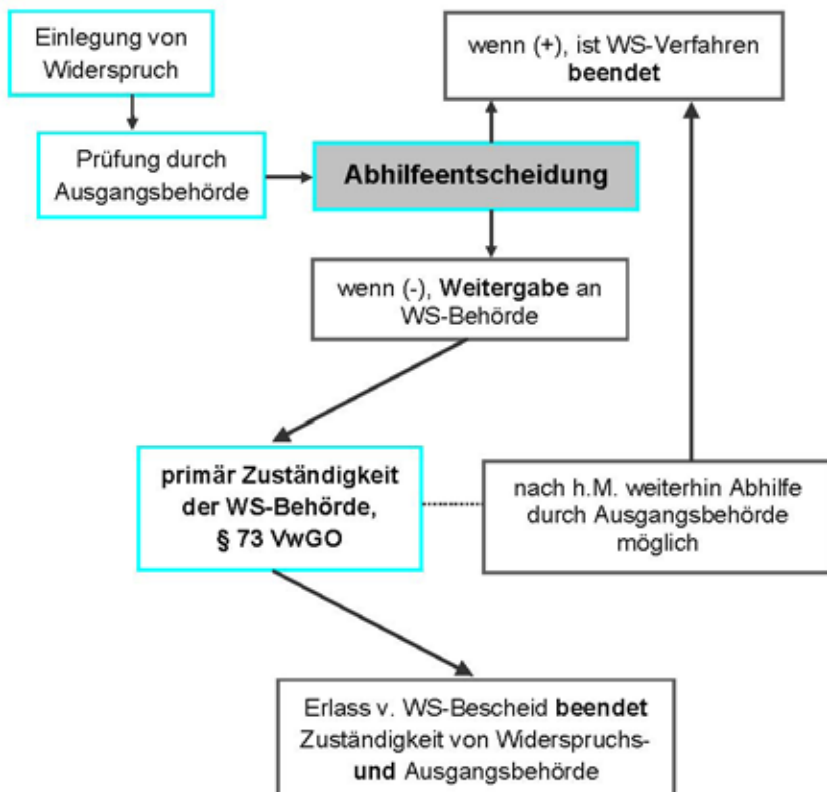 Einlegung von
Widerspruch
wenn (+), ist WS-Verfahren
beendet
Prüfung durch
Ausgangsbehörde
Abhilfeentscheidung
wenn (-), Weitergabe an
WS-Behörde
primär Zuständigkeit
der WS-Behörde,
§ 73 VwGO
nach h.M. weiterhin Abhilfe
durch Ausgangsbehörde
möglich
Erlass v. WS-Bescheid beendet
Zuständigkeit von Widerspruchs-
und Ausgangsbehörde